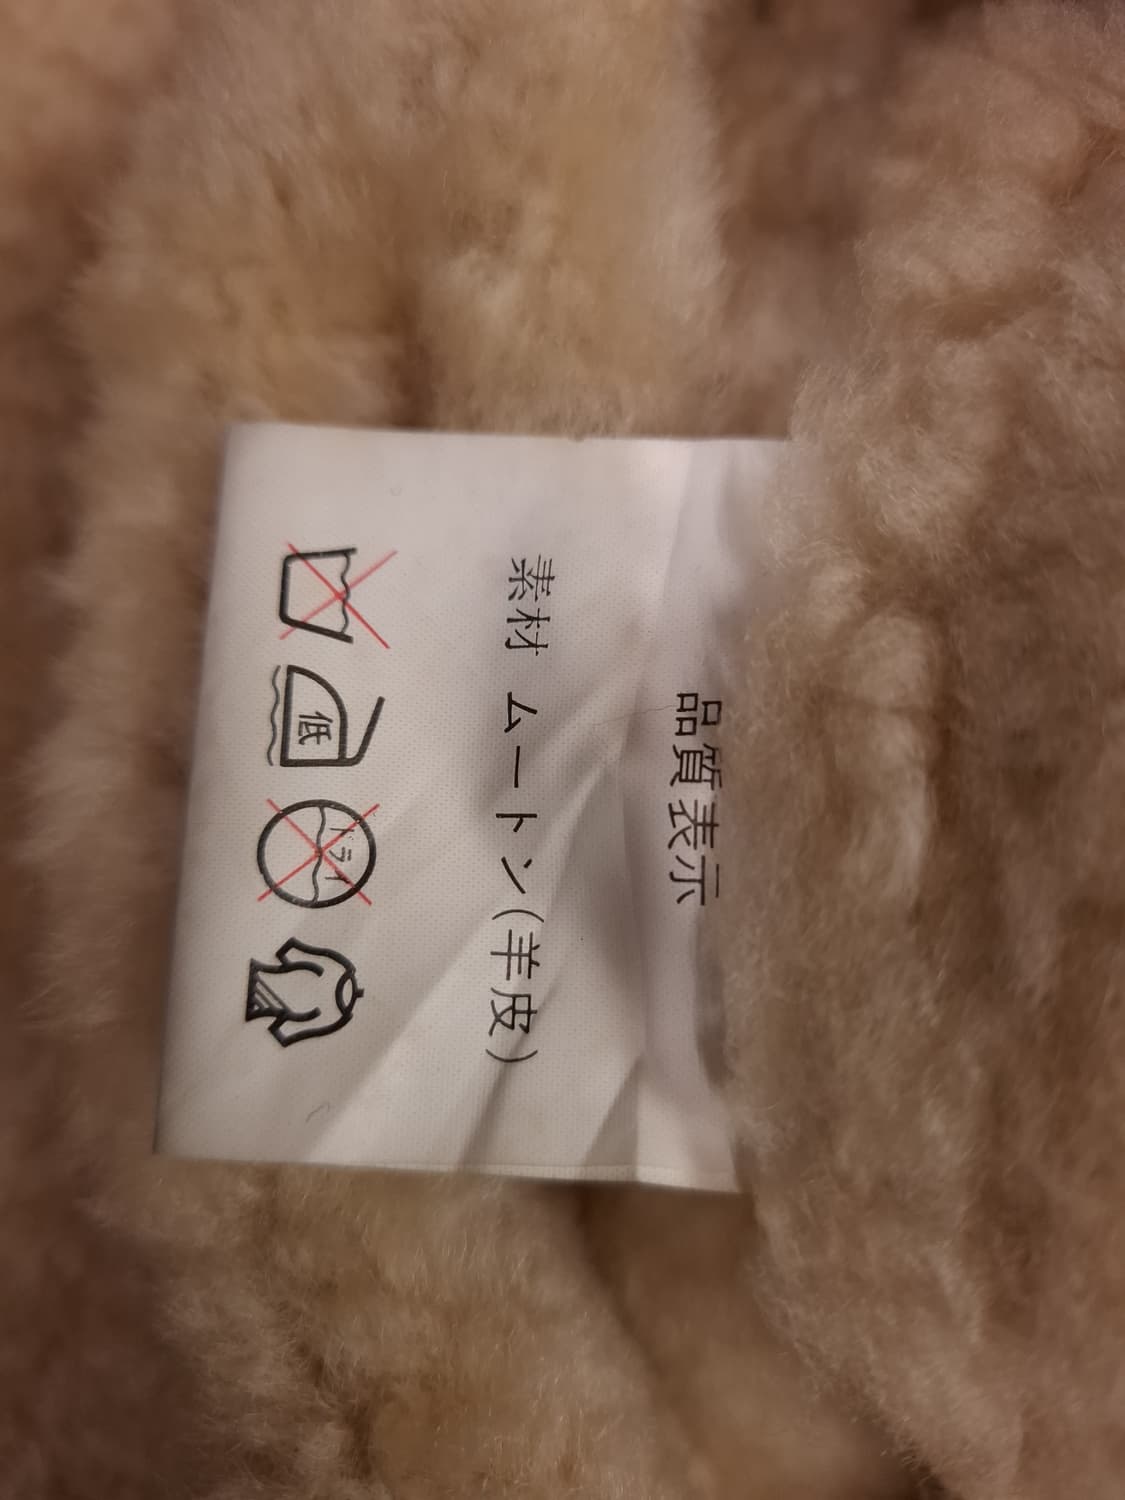 品質表示
素材 ムートン(羊皮)
低
ドライ